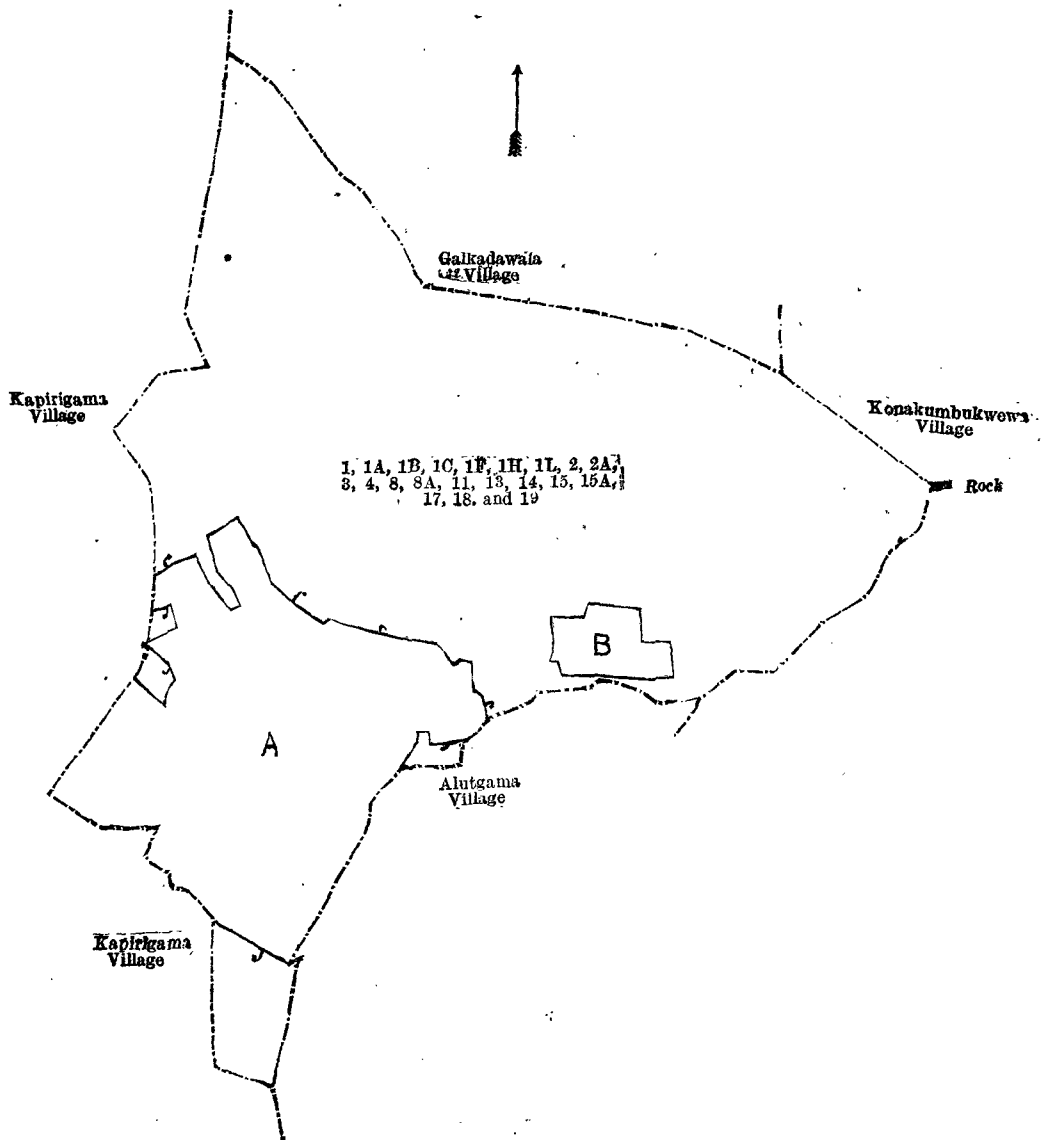 Galkadawala
Village
Kapirigama
Village
Konakumbukwewa
Village
1, 1A, 1B, 1C, 1F, 1H, 1L, 2, 2A,
3, 4, 8, 8A, 11, 13, 14, 15, 15A,
17, 18. and 19
Rock
B
A
Alutgama
Village
Kapirigama
Village